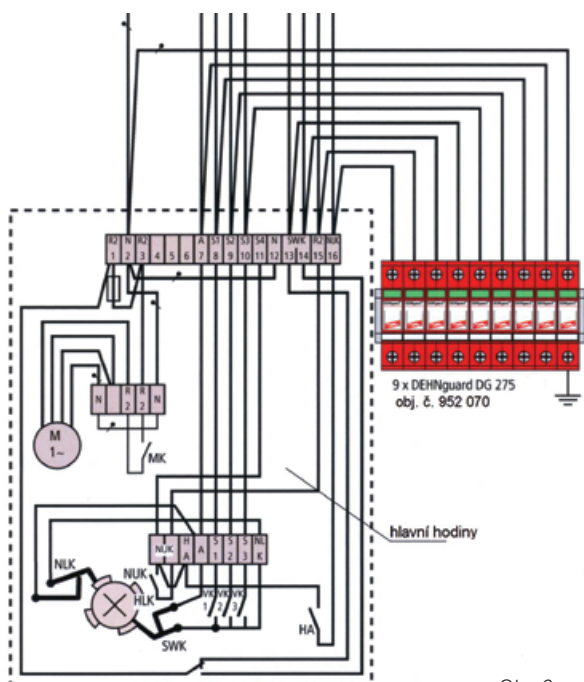 R2 N R2 A S1 S2 S3 S4 N SWK R2 NLK
1 2 3 4 5 6 7 8 9 10 11 12 13 14 15 16
9 x DEHNguard DG 275
obj. č. 952 070
N R 2 R 2 N
M
1~
MK
hlavní hodiny
NUK H A A S 1 S 2 S 3 NL K
NLK
NUK
HLK
VK 1 VK 2 VK 3
HA
SWK